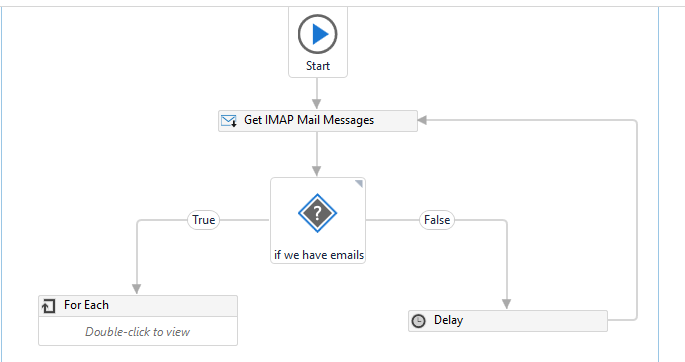 Start
Get IMAP Mail Messages
?
if we have emails
True
False
For Each
Double-click to view
Delay